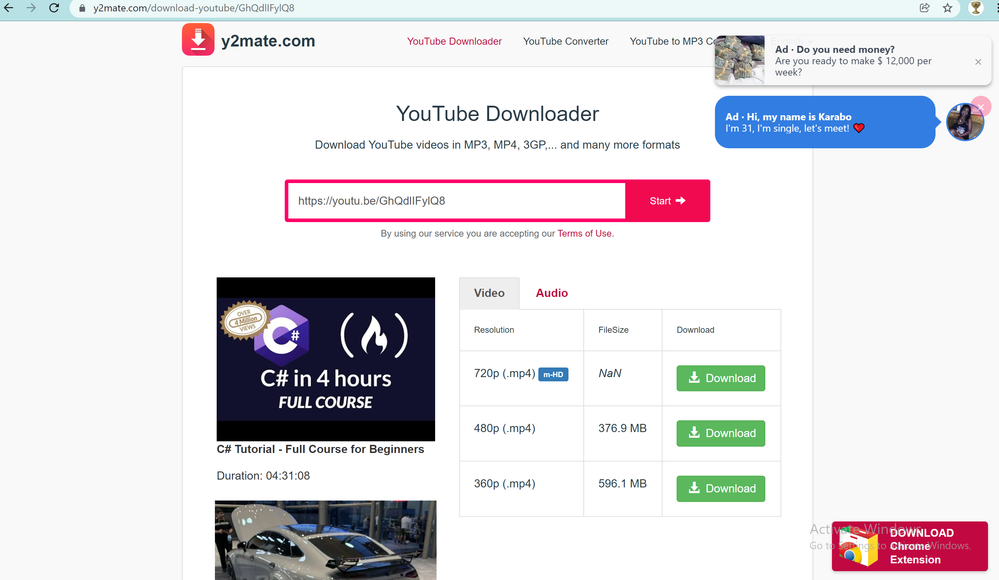 y2mate.com/download-youtube/GhQdlIFylQ8
y2mate.com
YouTube Downloader
YouTube Converter
YouTube to MP3 Co
English
Ad · Do you need money?
Are you ready to make $ 12,000 per
week?
Ad · Hi, my name is Karabo
I'm 31, I'm single, let's meet! ❤️
YouTube Downloader
Download YouTube videos in MP3, MP4, 3GP,... and many more formats
https://youtu.be/GhQdlIFylQ8
Start
By using our service you are accepting our Terms of Use.
OVER
4 Million
VIEWS
C#
C# in 4 hours
FULL COURSE
C# Tutorial - Full Course for Beginners
Duration: 04:31:08
Video
Audio
Resolution
FileSize
Download
720p (.mp4) m-HD
NaN
Download
480p (.mp4)
376.9 MB
Download
360p (.mp4)
596.1 MB
Download
Activate Windows
Go to Settings to activate Windows.
DOWNLOAD
Chrome
Extension